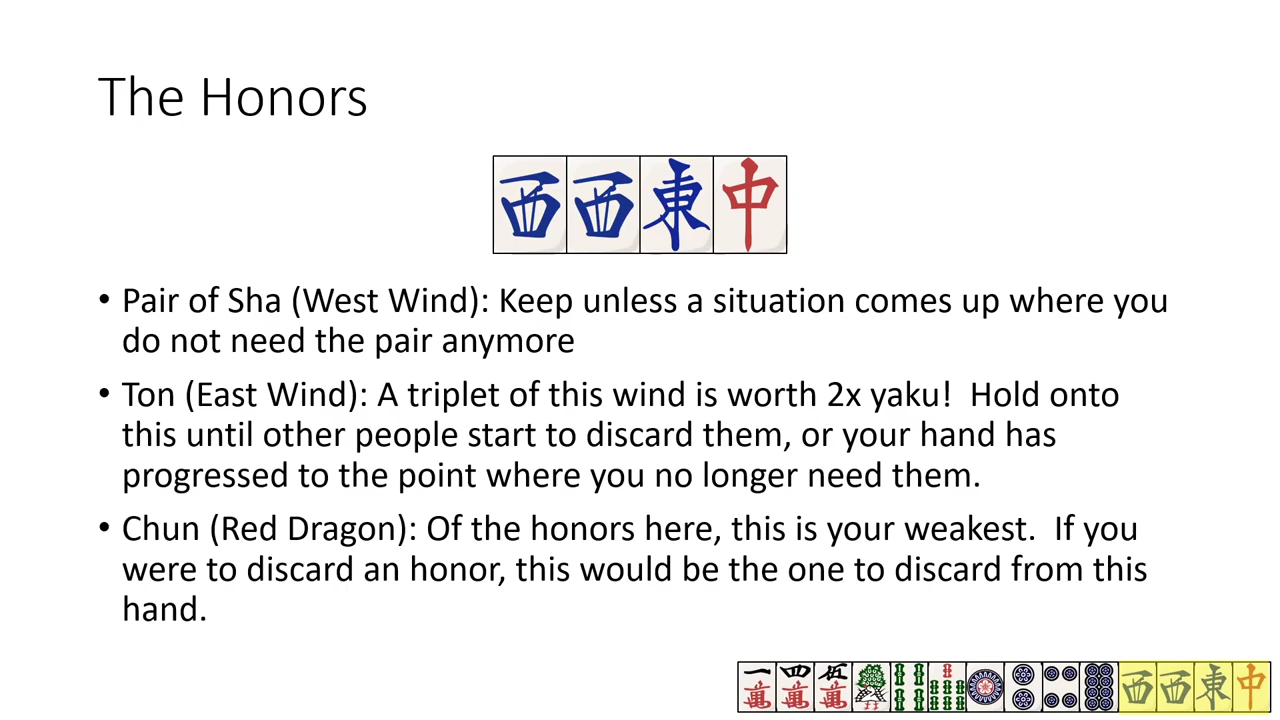 The Honors
西西東中
• Pair of Sha (West Wind): Keep unless a situation comes up where you
do not need the pair anymore
• Ton (East Wind): A triplet of this wind is worth 2x yaku!  Hold onto
this until other people start to discard them, or your hand has
progressed to the point where you no longer need them.
• Chun (Red Dragon): Of the honors here, this is your weakest.  If you
were to discard an honor, this would be the one to discard from this
hand.
一萬 四萬 伍萬 西西東中